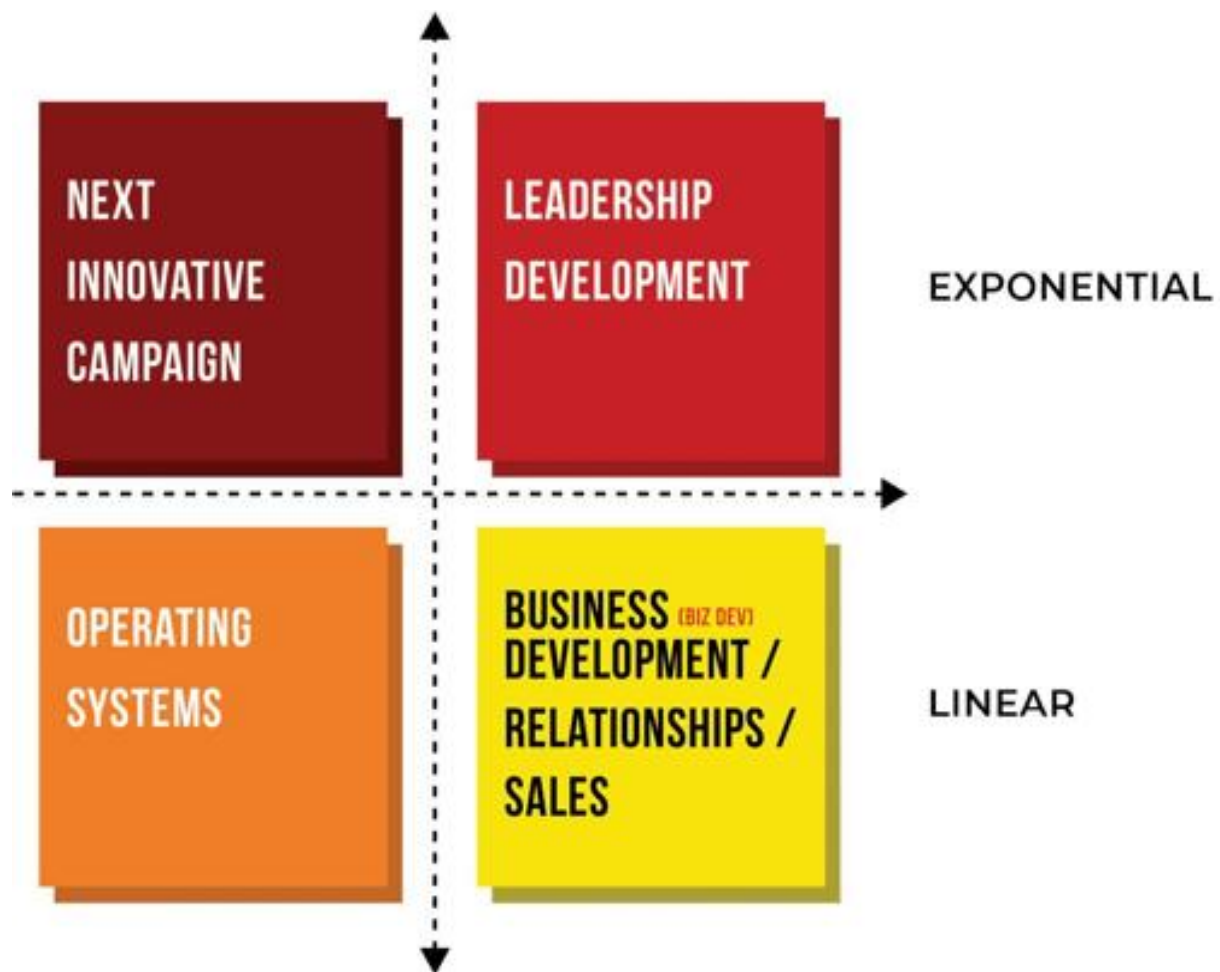 NEXT
INNOVATIVE
CAMPAIGN
LEADERSHIP
DEVELOPMENT
EXPONENTIAL
OPERATING
SYSTEMS
BUSINESS (BIZ DEV)
DEVELOPMENT /
RELATIONSHIPS /
SALES
LINEAR